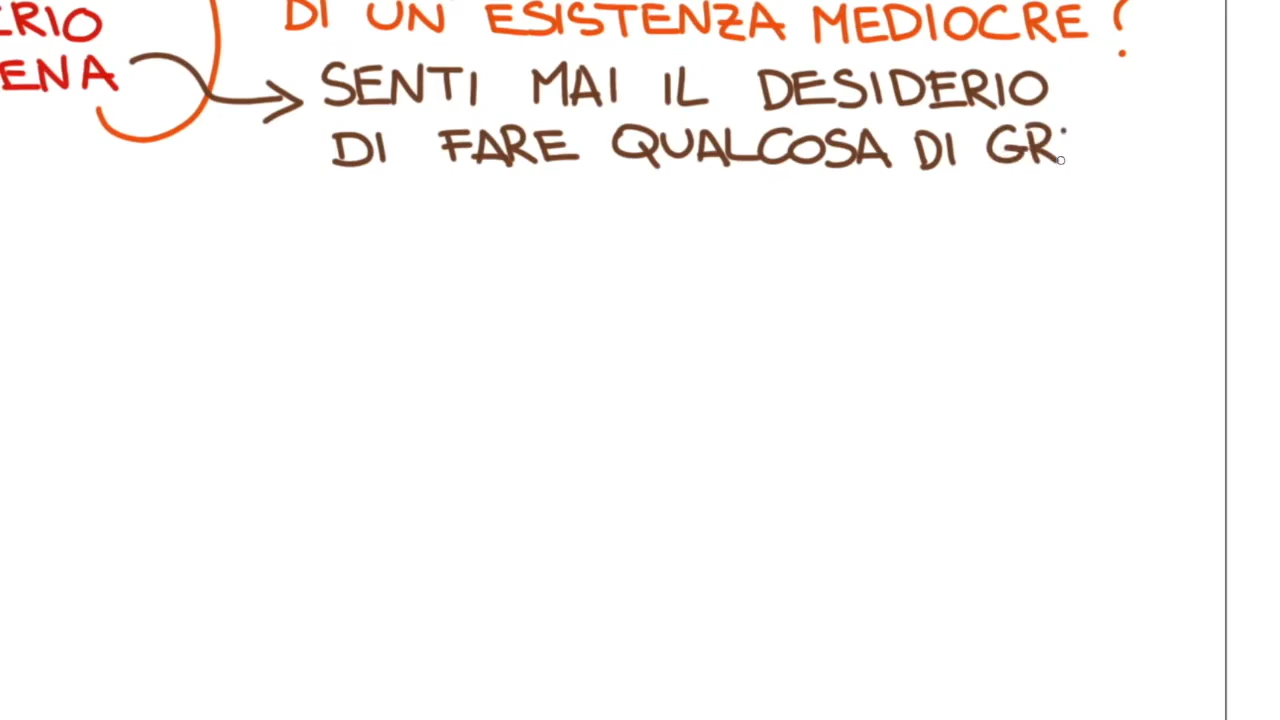 DI UN ESISTENZA MEDIOCRE?
SENTI MAI IL DESIDERIO
DI FARE QUALCOSA DI GR
ERIO
ENA